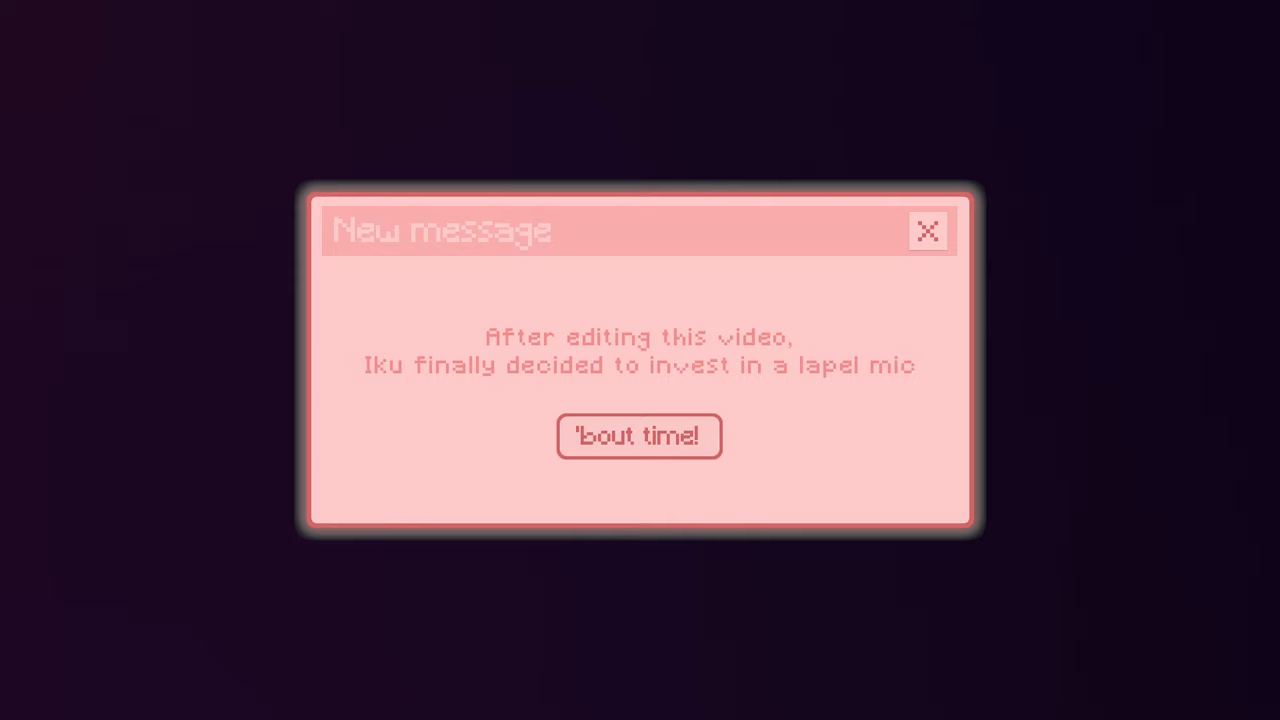 New message
After editing this video,
Iku finally decided to invest in a lapel mic
'bout time!